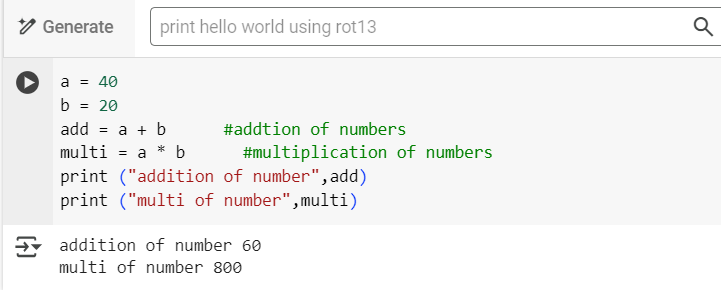 Generate print hello world using rot13
a = 40
b = 20
add = a + b #addtion of numbers
multi = a * b #multiplication of numbers
print ("addition of number",add)
print ("multi of number",multi)
addition of number 60
multi of number 800